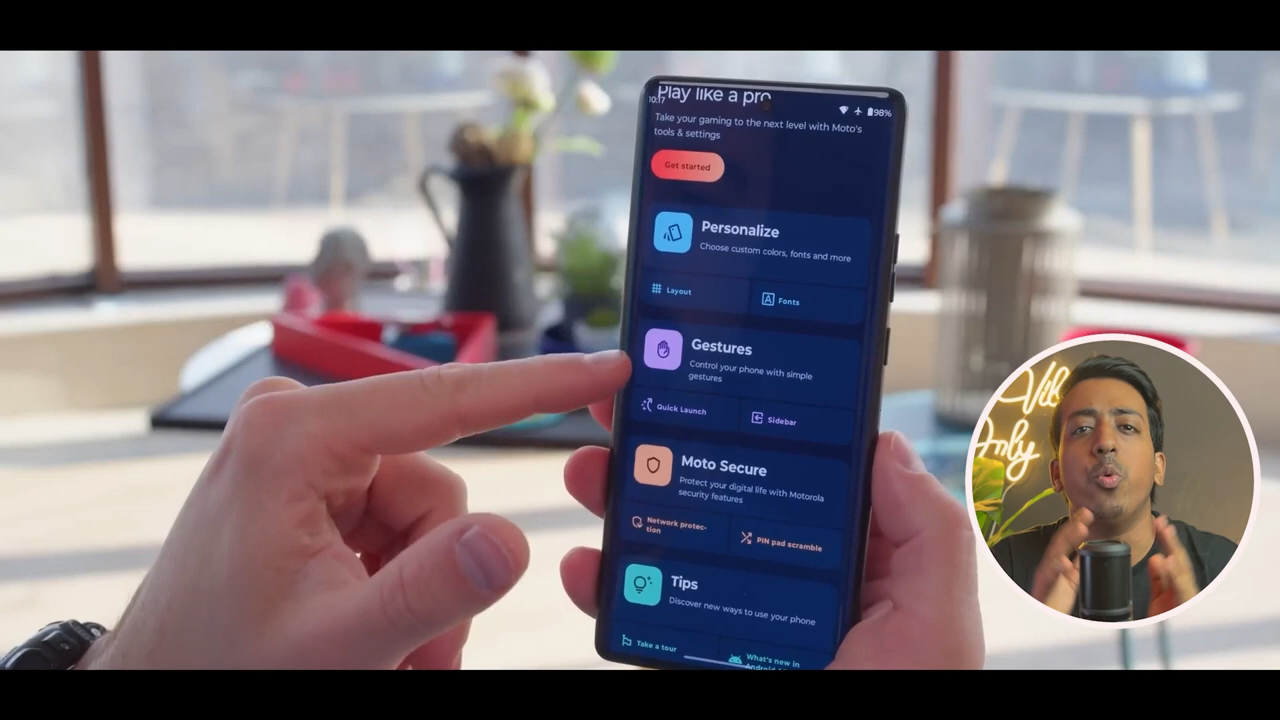 Play like a pro
10:17
98%
Take your gaming to the next level with Moto's
tools & settings
Get started
Personalize
Choose custom colors, fonts and more
Layout
Fonts
Gestures
Control your phone with simple
gestures
Quick Launch
Sidebar
Moto Secure
Protect your digital life with Motorola
security features
Network protec-
tion
PIN pad scramble
Tips
Discover new ways to use your phone
Take a tour
What's new in
Only